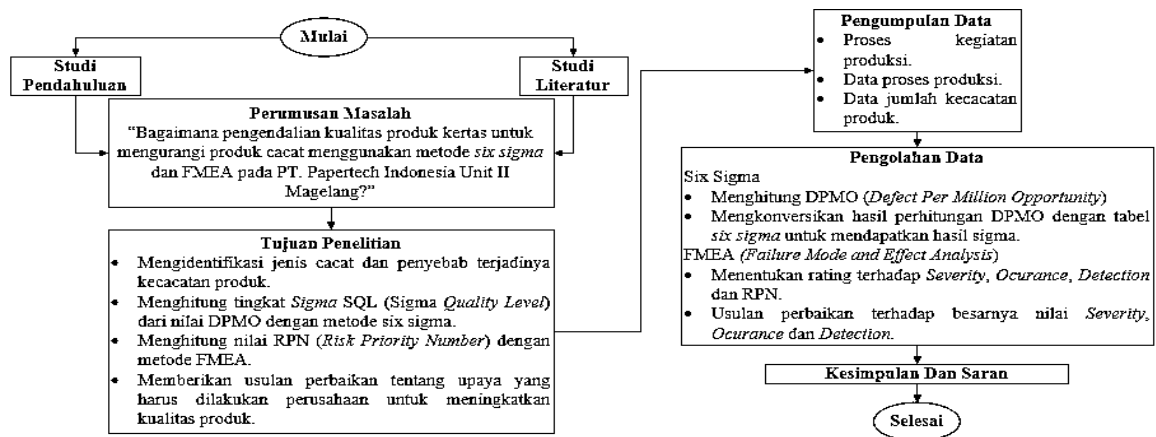 Mulai
Studi
Pendahuluan
Studi
Literatur
Perumusan Masalah
"Bagaimana pengendalian kualitas produk kertas untuk
mengurangi produk cacat menggunakan metode six sigma
dan FMEA pada PT. Papertech Indonesia Unit II
Magelang?"
Tujuan Penelitian
• Mengidentifikasi jenis cacat dan penyebab terjadinya
kecacatan produk.
• Menghitung tingkat Sigma SQL (Sigma Quality Level)
dari nilai DPMO dengan metode six sigma.
• Menghitung nilai RPN (Risk Priority Number) dengan
metode FMEA.
• Memberikan usulan perbaikan tentang upaya yang
harus dilakukan perusahaan untuk meningkatkan
kualitas produk.
Pengumpulan Data
• Proses kegiatan
produksi.
• Data proses produksi.
• Data jumlah kecacatan
produk.
Pengolahan Data
Six Sigma
• Menghitung DPMO (Defect Per Million Opportunity)
• Mengkonversikan hasil perhitungan DPMO dengan tabel
six sigma untuk mendapatkan hasil sigma.
FMEA (Failure Mode and Effect Analysis)
• Menentukan rating terhadap Severity, Ocurance, Detection
dan RPN.
• Usulan perbaikan terhadap besarnya nilai Severity,
Ocurance dan Detection.
Kesimpulan Dan Saran
Selesai